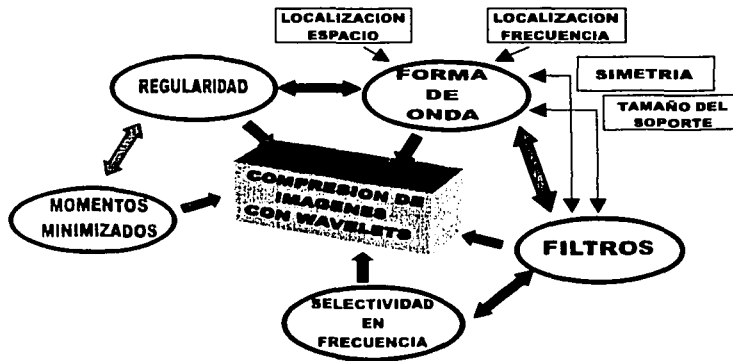 LOCALIZACION
ESPACIO
LOCALIZACION
FRECUENCIA
REGULARIDAD
FORMA
DE
ONDA
SIMETRIA
TAMAÑO DEL
SOPORTE
COMPRESION DE
IMAGENES
CON WAVELETS
MOMENTOS
MINIMIZADOS
FILTROS
SELECTIVIDAD
EN
FRECUENCIA